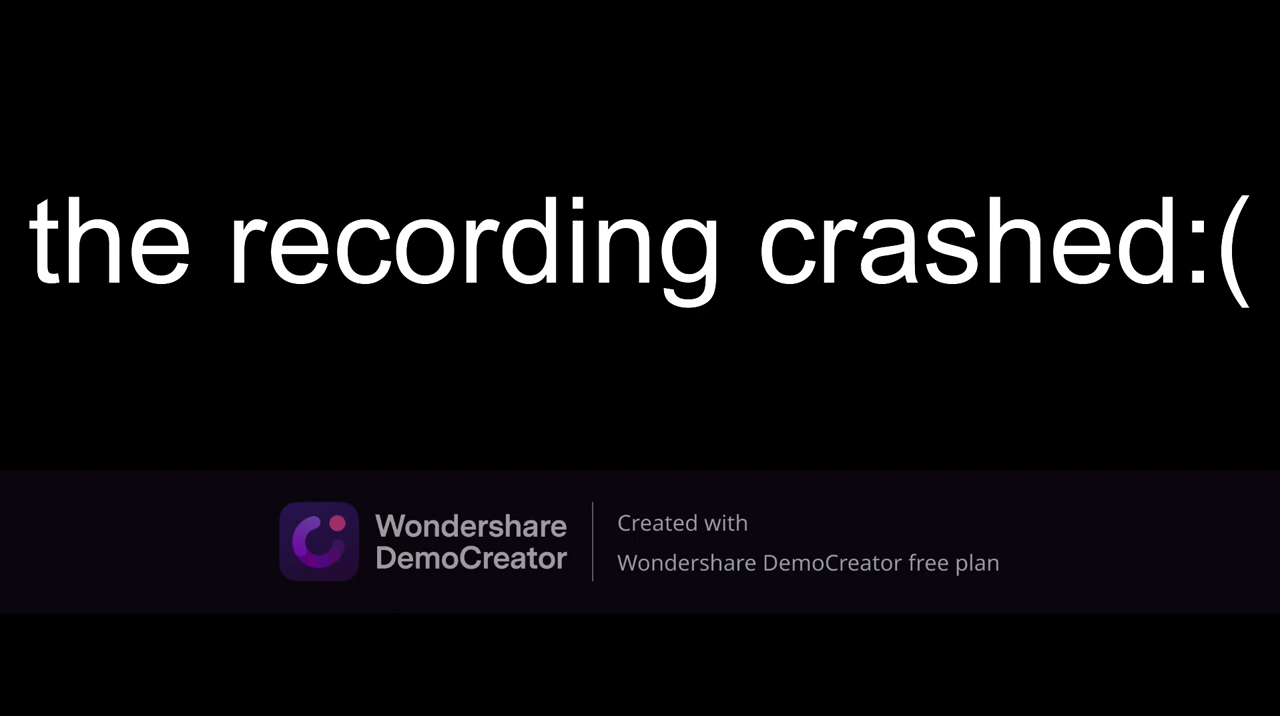 the recording crashed:(
Wondershare
DemoCreator
Created with
Wondershare DemoCreator free plan